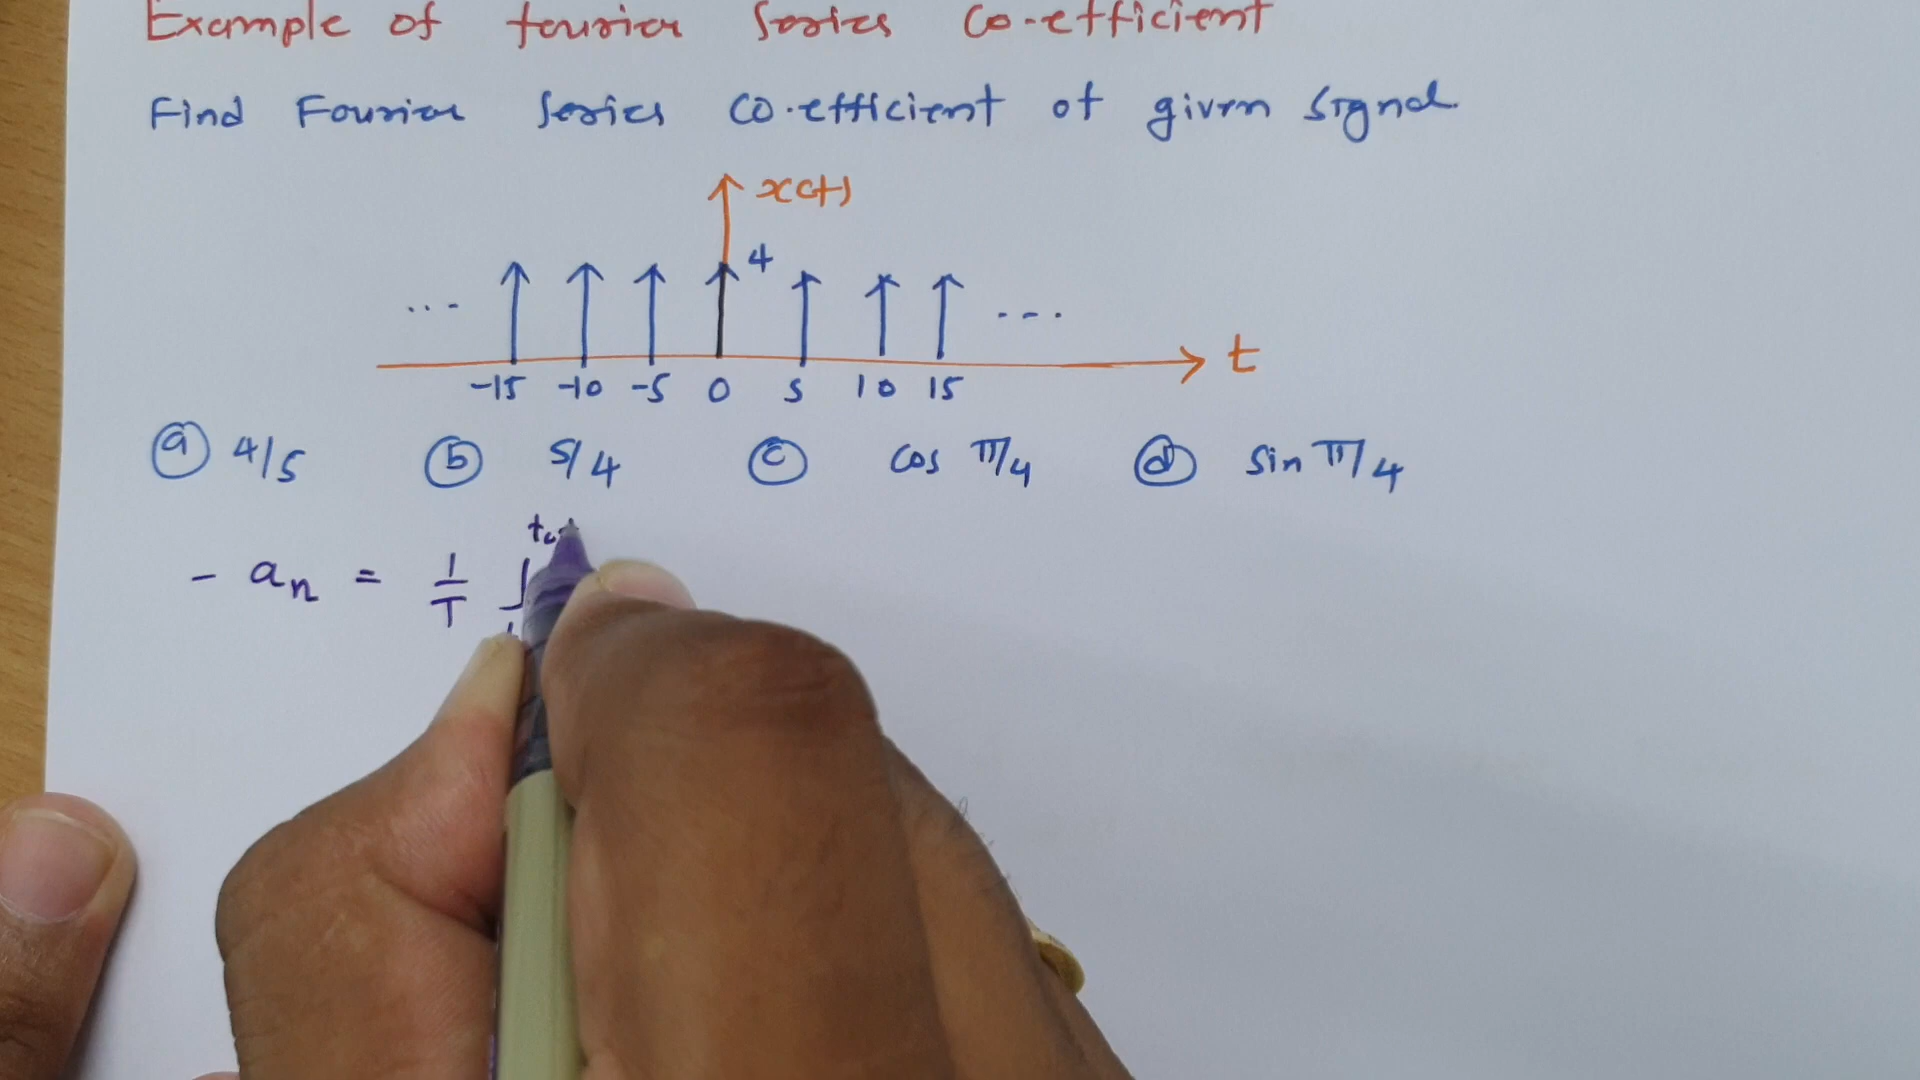 Example of fourier Series Co-efficient
Find Fourier Series CO-efficient of given signal.
x(t)
4
... ...
t
-15 -10 -5 0 5 10 15
ⓐ 4/5 ⓑ 5/4 ⓒ cos π/4 ⓓ sin π/4
- aₙ = 1/T ∫